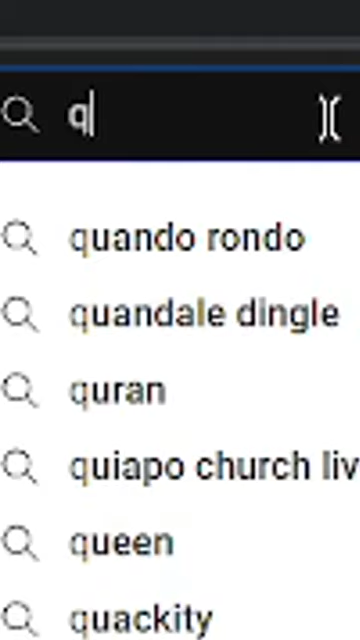 q
quando rondo
quandale dingle
quran
quiapo church liv
queen
quackity